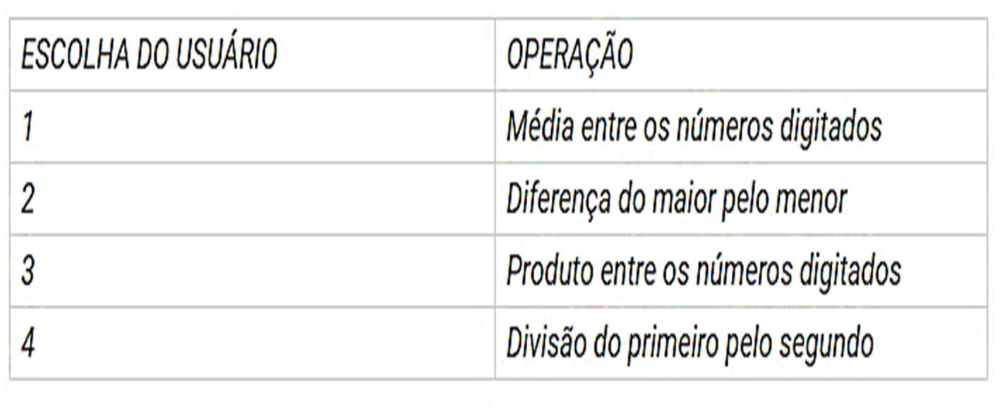 ESCOLHA DO USUÁRIO OPERAÇÃO
1 Média entre os números digitados
2 Diferença do maior pelo menor
3 Produto entre os números digitados
4 Divisão do primeiro pelo segundo